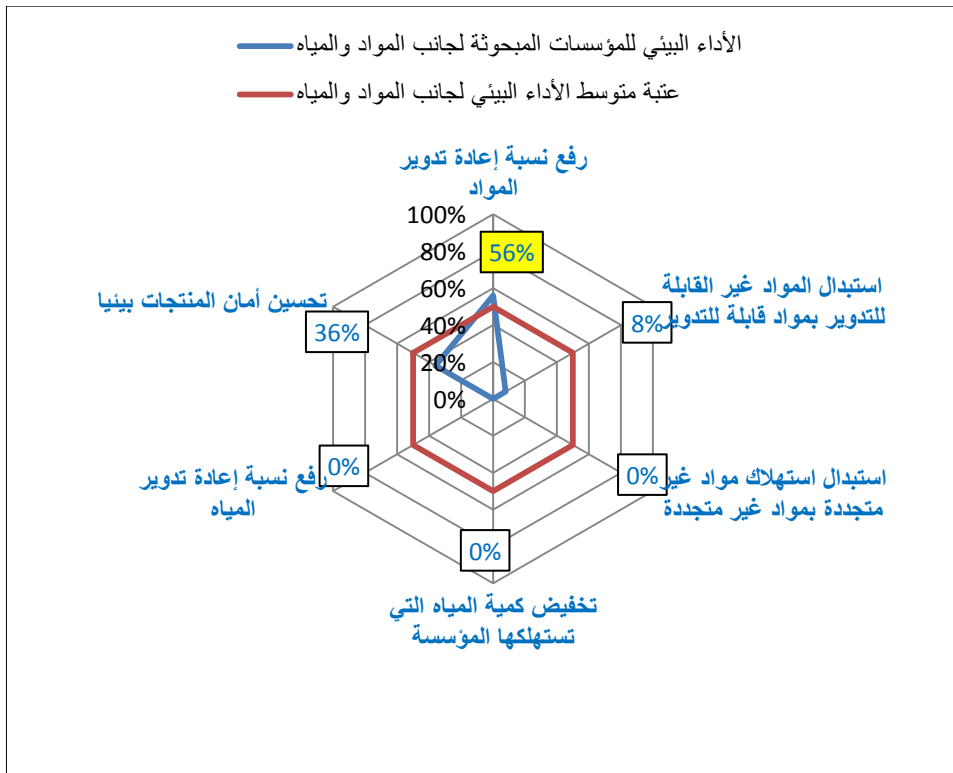 الأداء البيئي للمؤسسات المبحوثة لجانب المواد والمياه
عتبة متوسط الأداء البيئي لجانب المواد والمياه
رفع نسبة إعادة تدوير
المواد
100%
80%
60%
40%
20%
0%
56%
استبدال المواد غير القابلة
للتدوير بمواد قابلة للتدوير
8%
استبدال استهلاك مواد غير
متجددة بمواد غير متجددة
0%
تخفيض كمية المياه التي
تستهلكها المؤسسة
0%
رفع نسبة إعادة تدوير
المياه
0%
تحسين أمان المنتجات بيئيا
36%